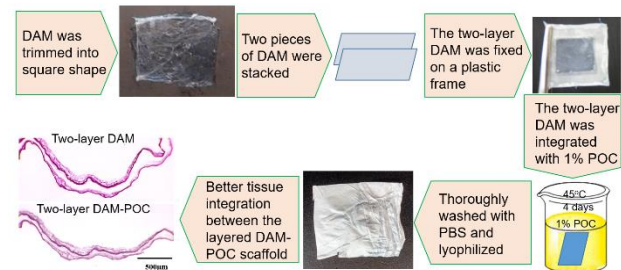 DAM was
trimmed into
square shape
Two pieces
of DAM were
stacked
The two-layer
DAM was fixed
on a plastic
frame
The two-layer
DAM was
integrated
with 1% POC
45°C
4 days
1% POC
Thoroughly
washed with
PBS and
lyophilized
Better tissue
integration
between the
layered DAM-
POC scaffold
Two-layer DAM
Two-layer DAM-POC
500μm